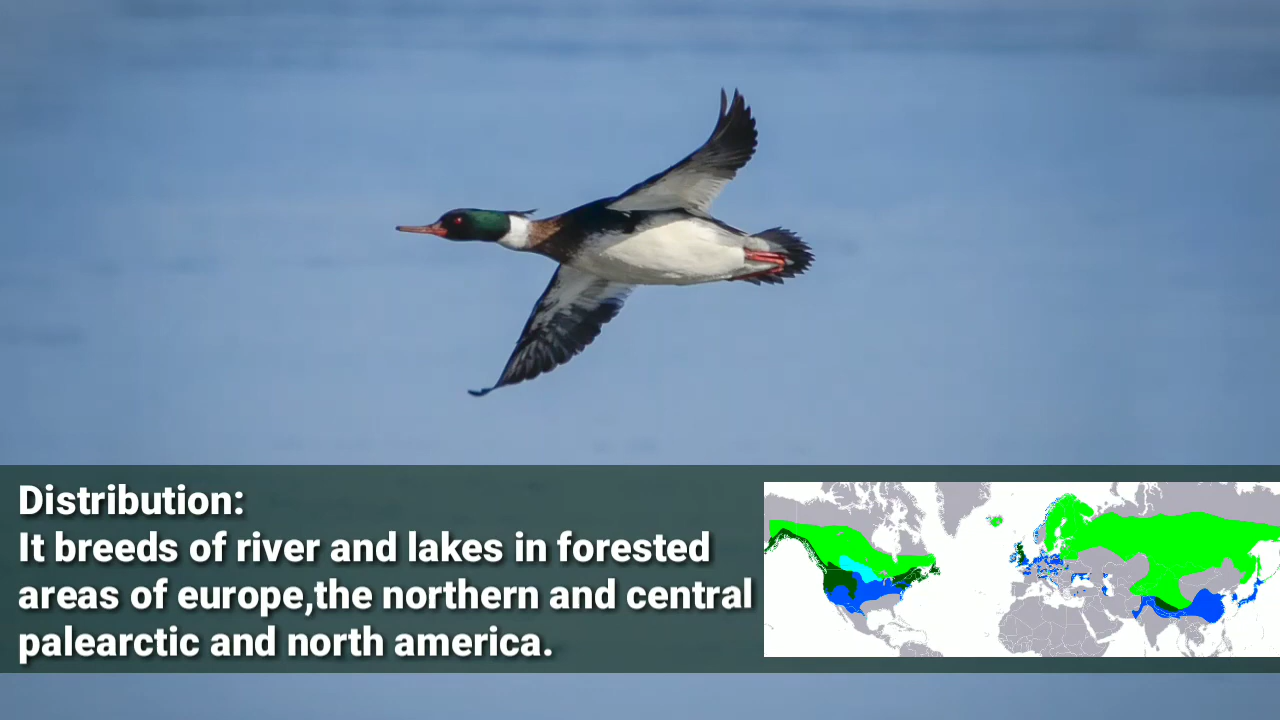 Distribution:
It breeds of river and lakes in forested
areas of europe,the northern and central
palearctic and north america.